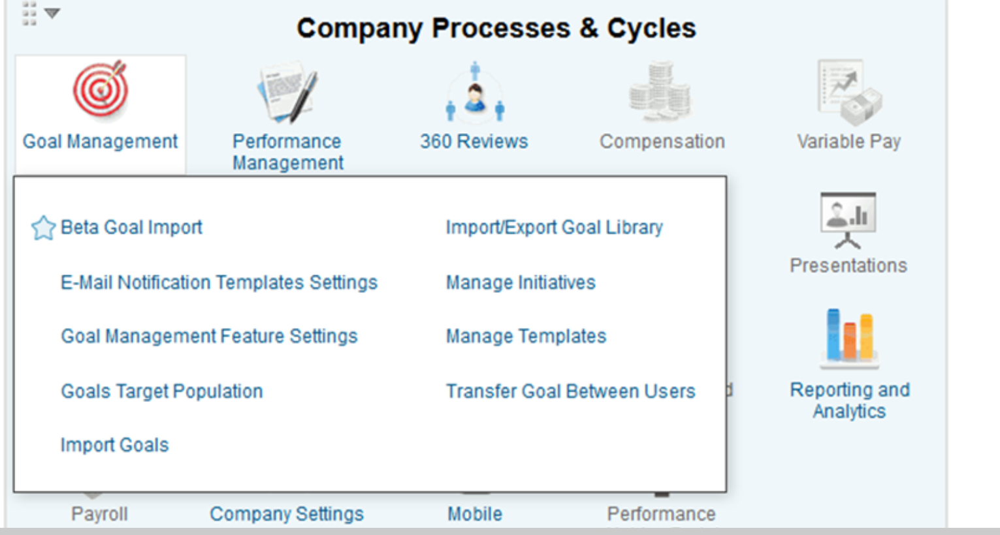 Company Processes & Cycles
Goal Management
Performance
Management
360 Reviews
Compensation
Variable Pay
Beta Goal Import
Import/Export Goal Library
E-Mail Notification Templates Settings
Manage Initiatives
Goal Management Feature Settings
Manage Templates
Goals Target Population
Transfer Goal Between Users
Import Goals
Presentations
d
Reporting and
Analytics
Payroll
Company Settings
Mobile
Performance